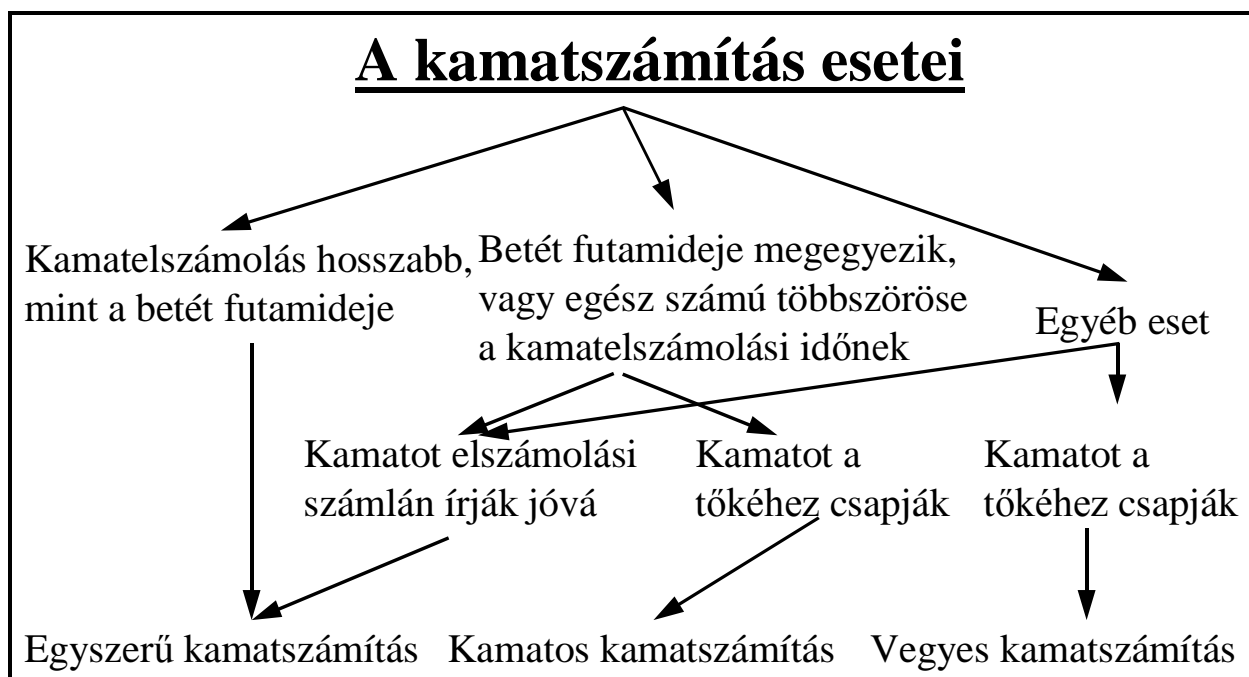 A kamatszámítás esetei
Kamatelszámolás hosszabb,
mint a betét futamideje
Betét futamideje megegyezik,
vagy egész számú többszöröse
a kamatelszámolási időnek
Egyéb eset
Kamatot elszámolási
számlán írják jóvá
Kamatot a
tőkéhez csapják
Kamatot a
tőkéhez csapják
Egyszerű kamatszámítás
Kamatos kamatszámítás
Vegyes kamatszámítás